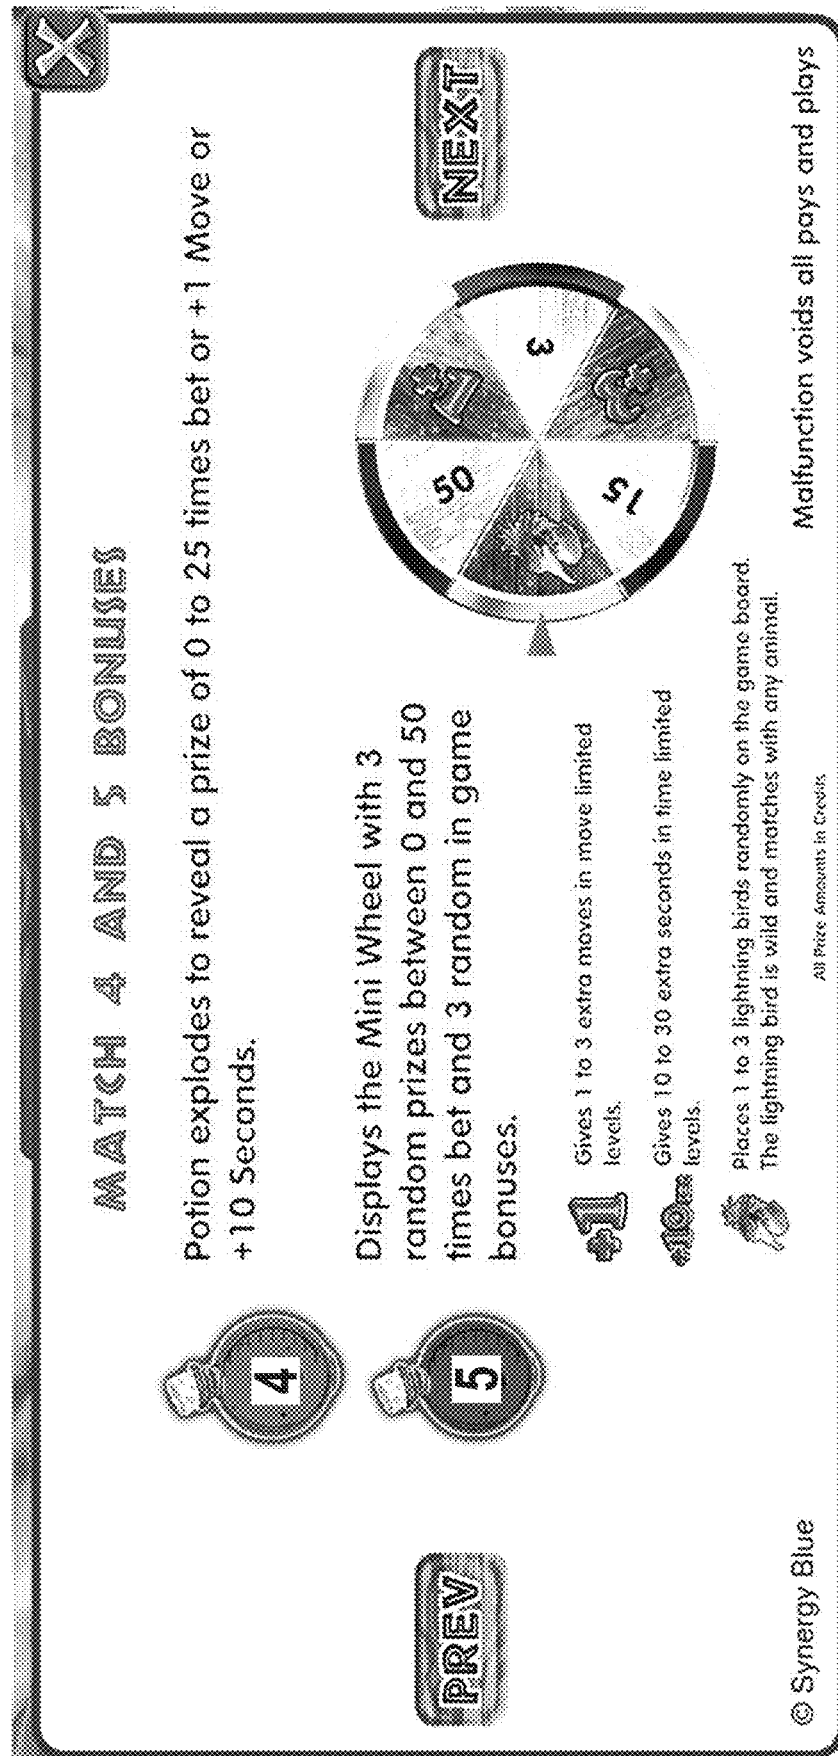 X
MATCH 4 AND 5 BONUSES
4
Potion explodes to reveal a prize of 0 to 25 times bet or +1 Move or
+10 Seconds.
5
Displays the Mini Wheel with 3
random prizes between 0 and 50
times bet and 3 random in game
bonuses.
+1
Gives 1 to 3 extra moves in move limited
levels.
+10
Gives 10 to 30 extra seconds in time limited
levels.
Places 1 to 3 lightning birds randomly on the game board.
The lightning bird is wild and matches with any animal.
50
+1
3
15
PREV
NEXT
© Synergy Blue
All Prize Amounts in Credits
Malfunction voids all pays and plays